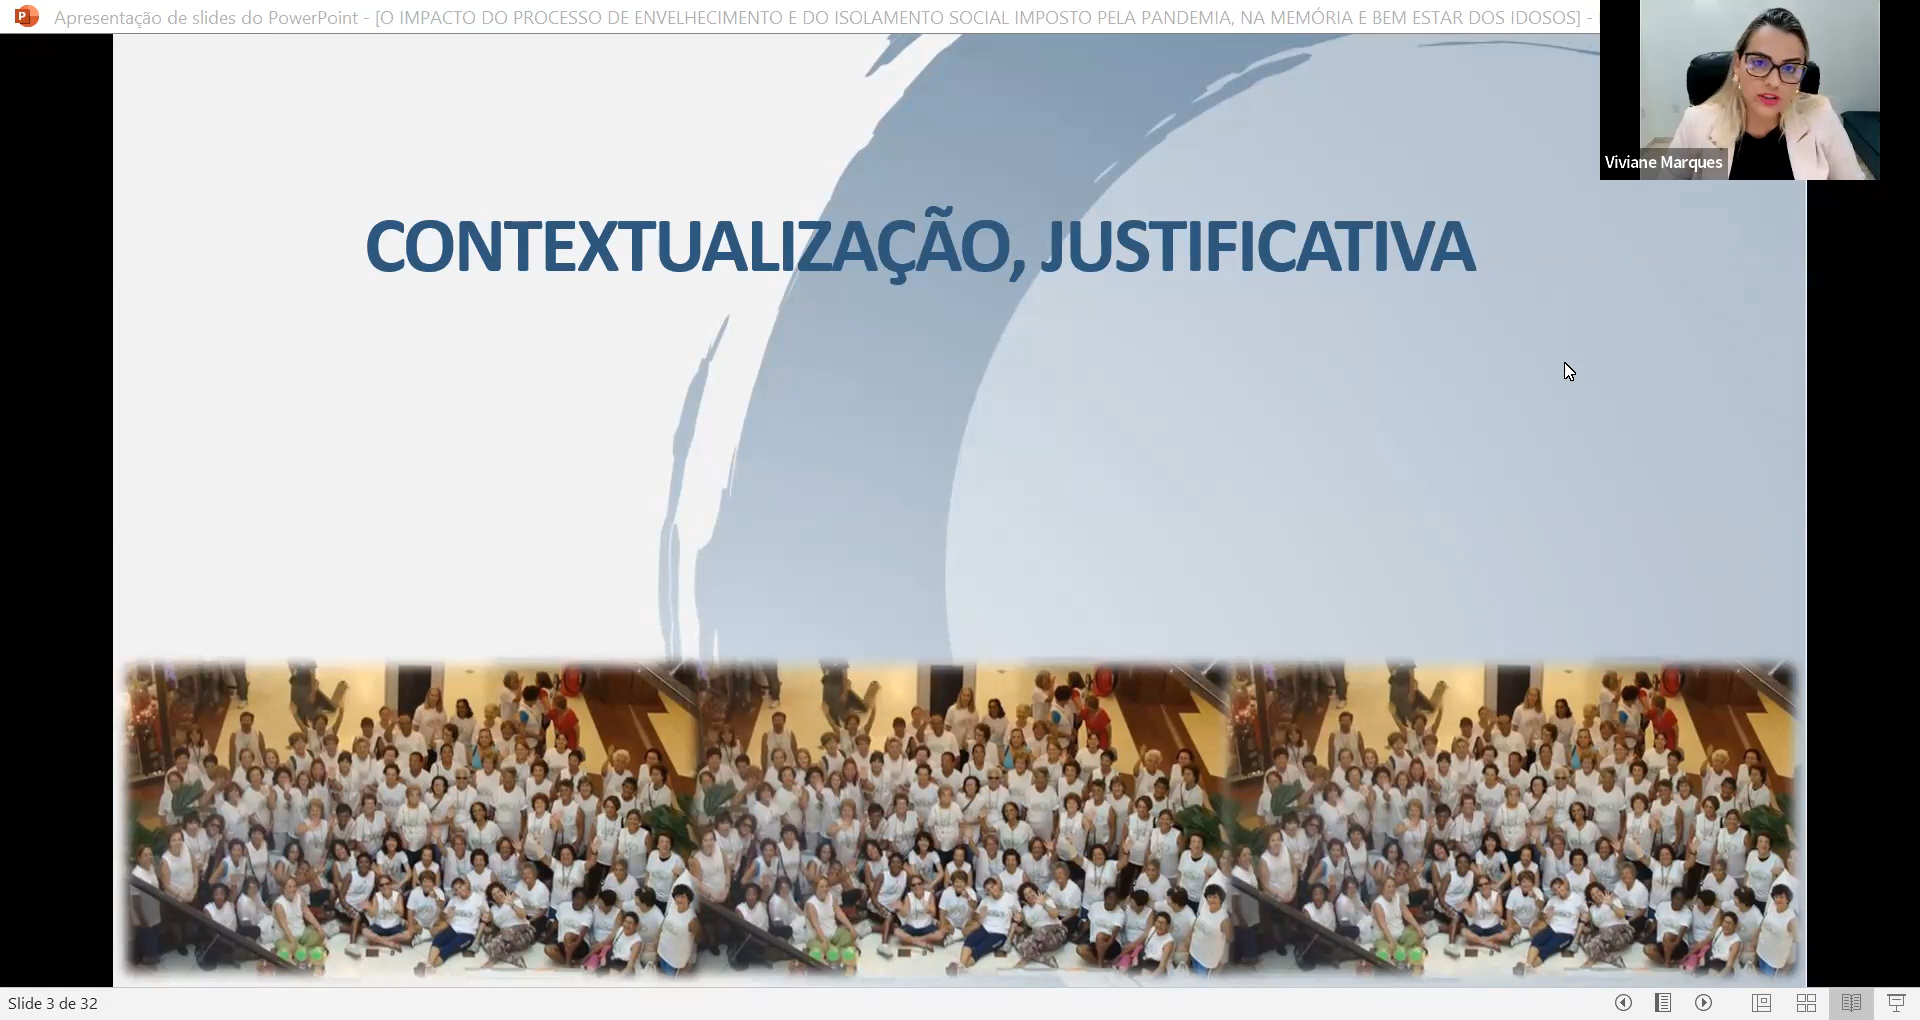 Apresentação de slides do PowerPoint - [O IMPACTO DO PROCESSO DE ENVELHECIMENTO E DO ISOLAMENTO SOCIAL IMPOSTO PELA PANDEMIA, NA MEMÓRIA E BEM ESTAR DOS IDOSOS] -
Viviane Marques
CONTEXTUALIZAÇÃO, JUSTIFICATIVA
Slide 3 de 32